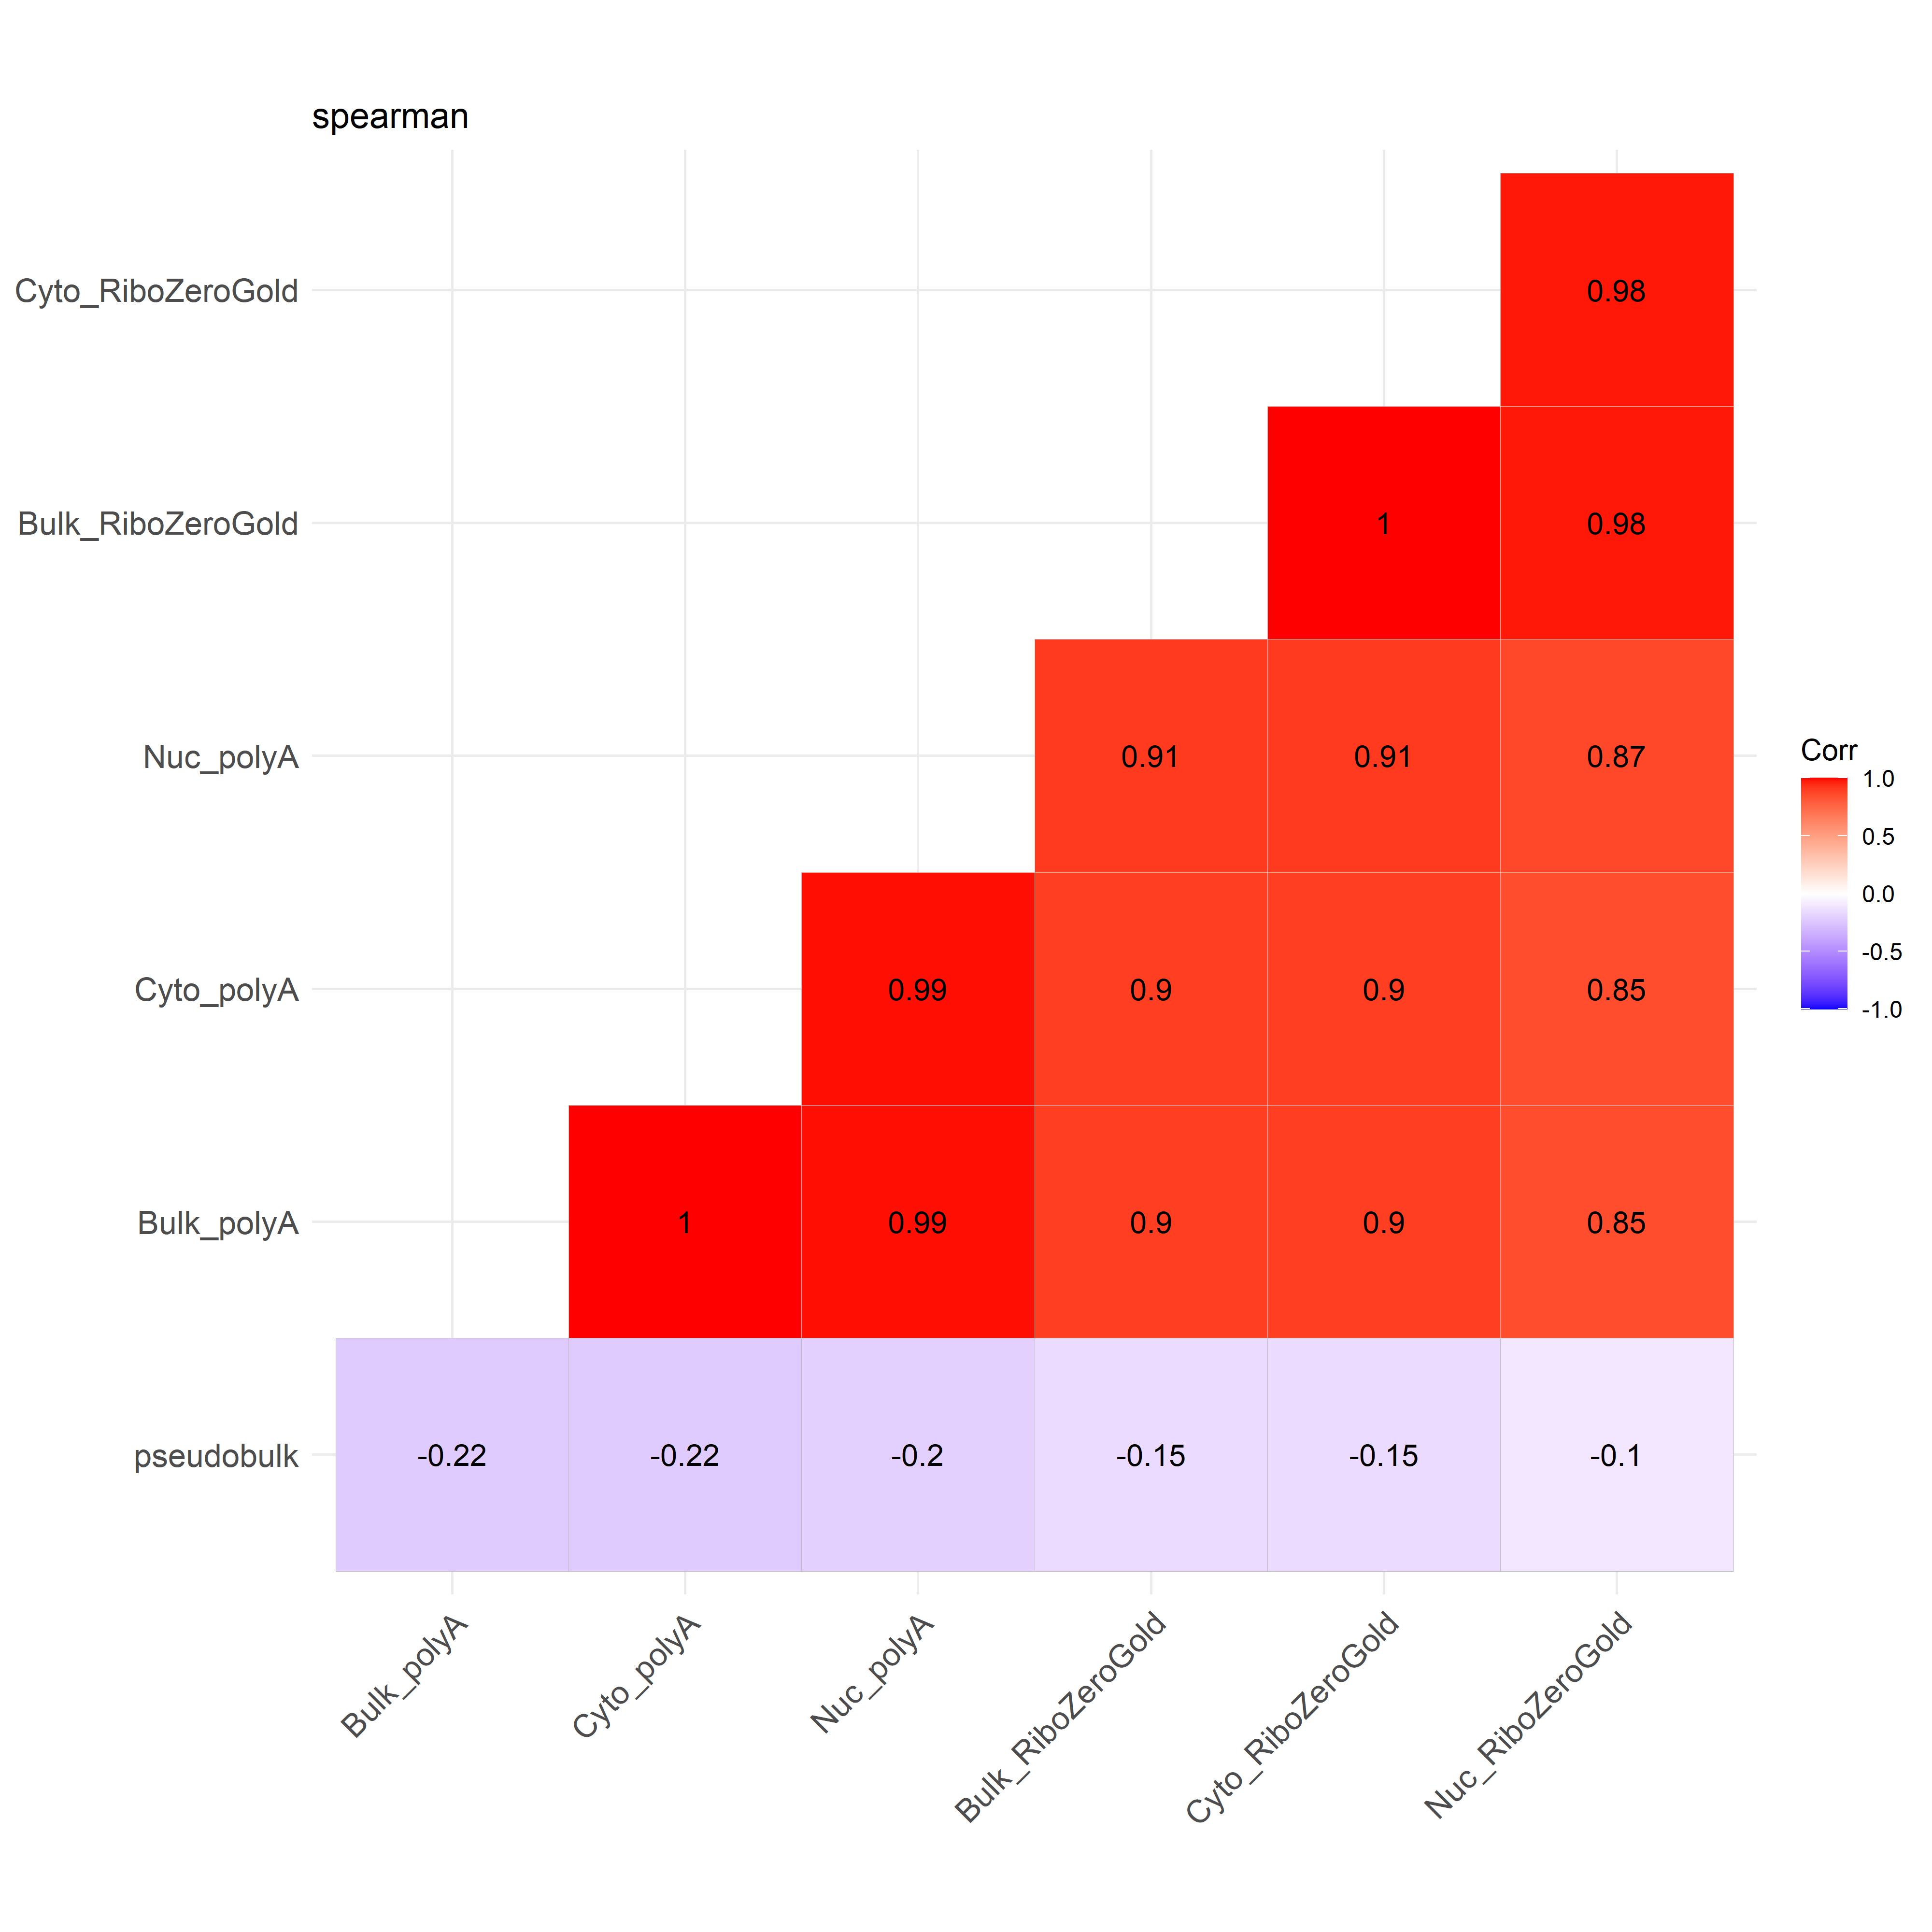 spearman
Cyto_RiboZeroGold
0.98
Bulk_RiboZeroGold
1
0.98
Nuc_polyA
0.91
0.91
0.87
Cyto_polyA
0.99
0.9
0.9
0.85
Bulk_polyA
1
0.99
0.9
0.9
0.85
pseudobulk
-0.22
-0.22
-0.2
-0.15
-0.15
-0.1
Bulk_polyA
Cyto_polyA
Nuc_polyA
Bulk_RiboZeroGold
Cyto_RiboZeroGold
Nuc_RiboZeroGold
Corr
1.0
0.5
0.0
-0.5
-1.0